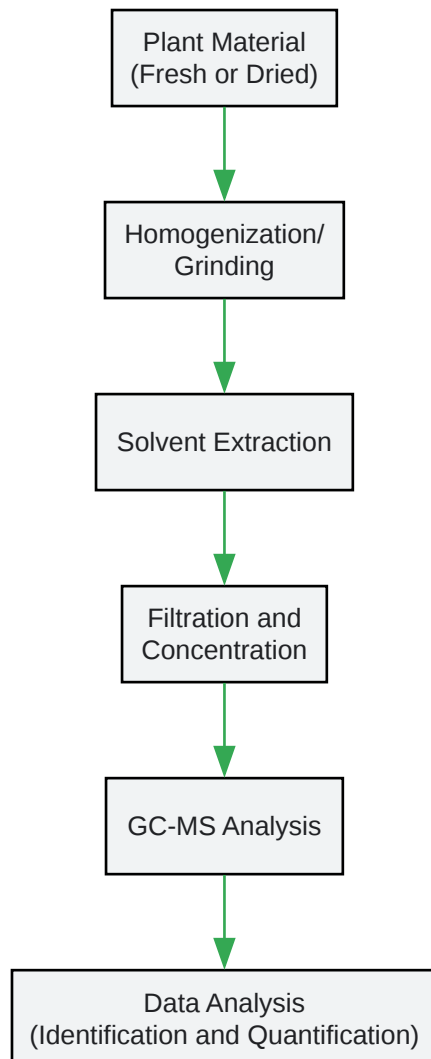 Plant Material
(Fresh or Dried)
Homogenization/
Grinding
Solvent Extraction
Filtration and
Concentration
GC-MS Analysis
Data Analysis
(Identification and Quantification)